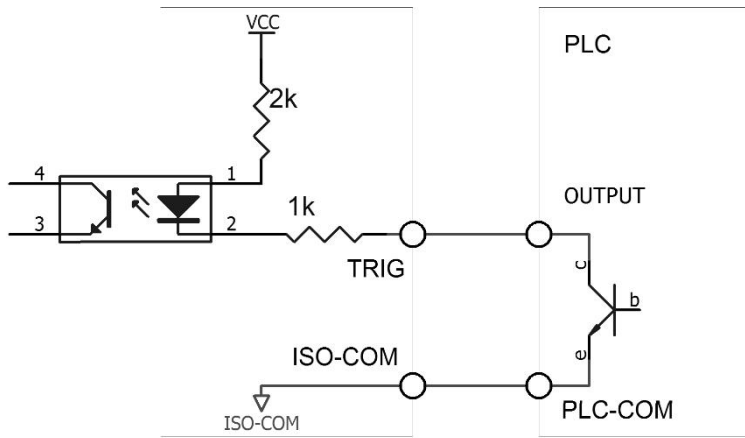 VCC
PLC
2k
4
1
3
2
1k
OUTPUT
TRIG
c
b
e
ISO-COM
ISO-COM
PLC-COM